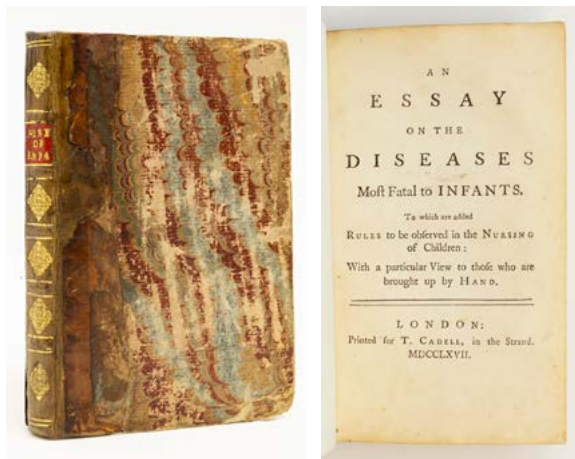 AN
ESSAY
ON THE
DISEASES
Moſt Fatal to INFANTS.
To which are added
RULES to be obſerved in the NURSING
of Children:
With a particular View to thoſe who are
brought up by HAND.
LONDON:
Printed for T. CADELL, in the Strand.
MDCCLXVII.